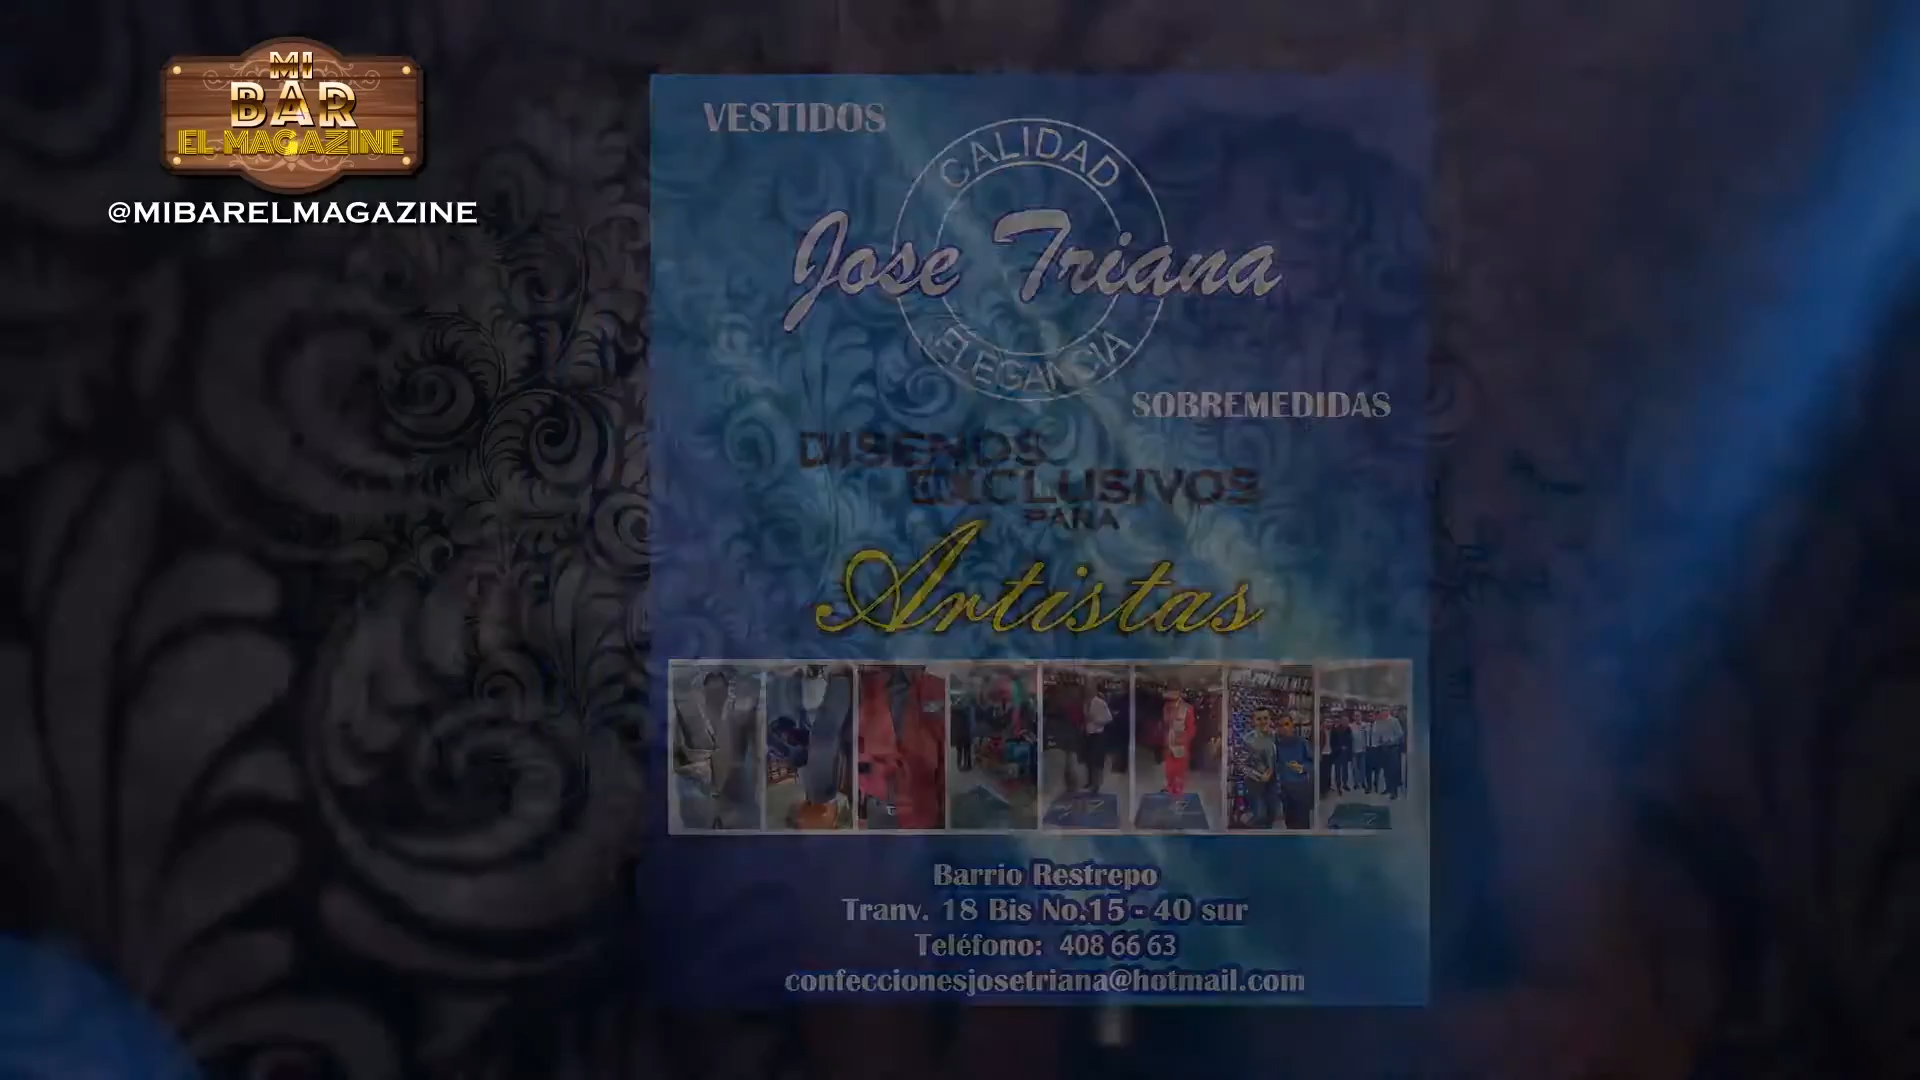 MI
BAR
EL MAGAZINE
@MIBARELMAGAZINE
VESTIDOS
CALIDAD
Jose Triana
ELEGANCIA
SOBREMEDIDAS
DISEÑOS
EXCLUSIVOS
PARA
Artistas
Barrio Restrepo
Tranv. 18 Bis No.15 - 40 sur
Teléfono: 408 66 63
confeccionesjosetriana@hotmail.com